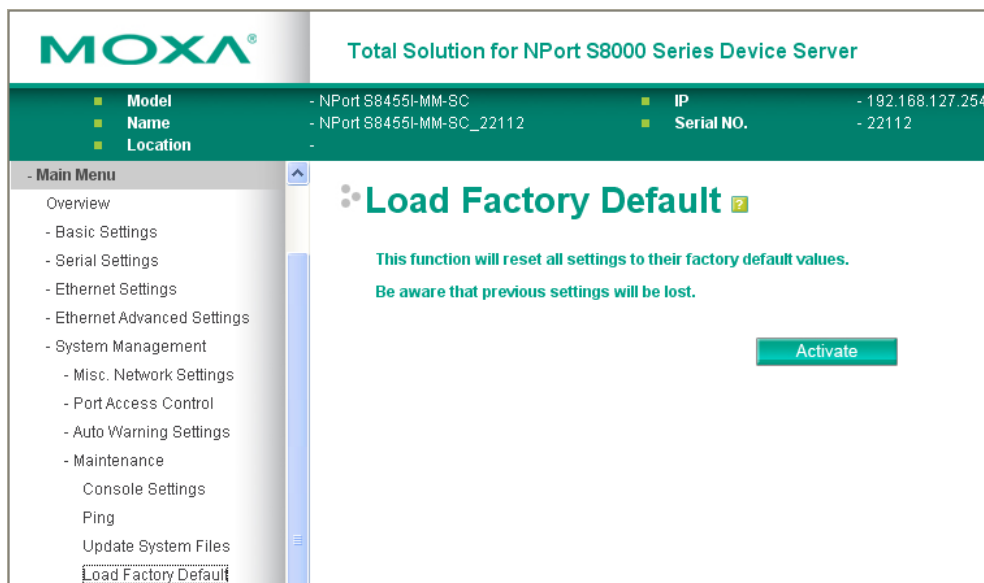 MOXA®
Total Solution for NPort S8000 Series Device Server
Model - NPort S8455I-MM-SC IP - 192.168.127.254
Name - NPort S8455I-MM-SC_22112 Serial NO. - 22112
Location -
- Main Menu
Overview
- Basic Settings
- Serial Settings
- Ethernet Settings
- Ethernet Advanced Settings
- System Management
- Misc. Network Settings
- Port Access Control
- Auto Warning Settings
- Maintenance
Console Settings
Ping
Update System Files
Load Factory Default
Load Factory Default ?
This function will reset all settings to their factory default values.
Be aware that previous settings will be lost.
Activate